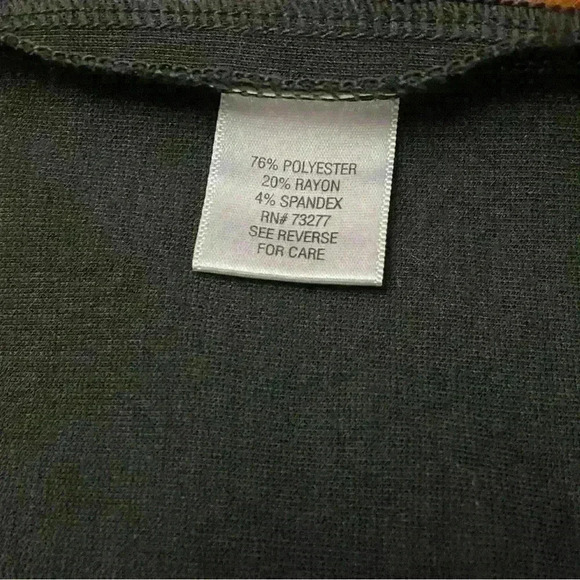 76% POLYESTER
20% RAYON
4% SPANDEX
RN# 73277
SEE REVERSE
FOR CARE